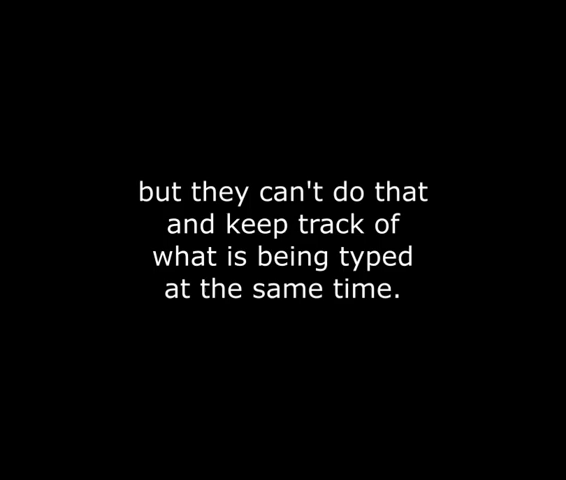 but they can't do that
and keep track of
what is being typed
at the same time.